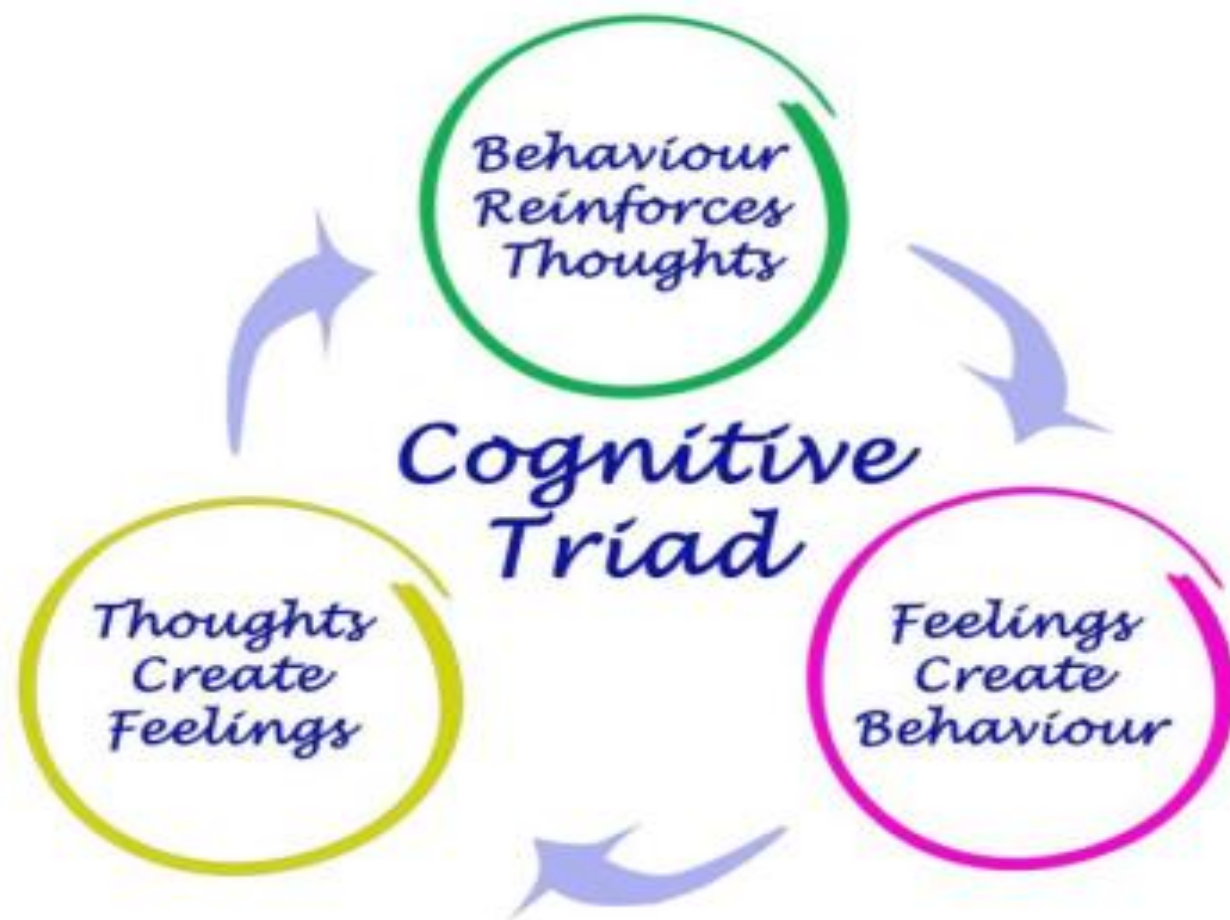 Behaviour
Reinforces
Thoughts
Cognitive
Triad
Thoughts
Create
Feelings
Feelings
Create
Behaviour